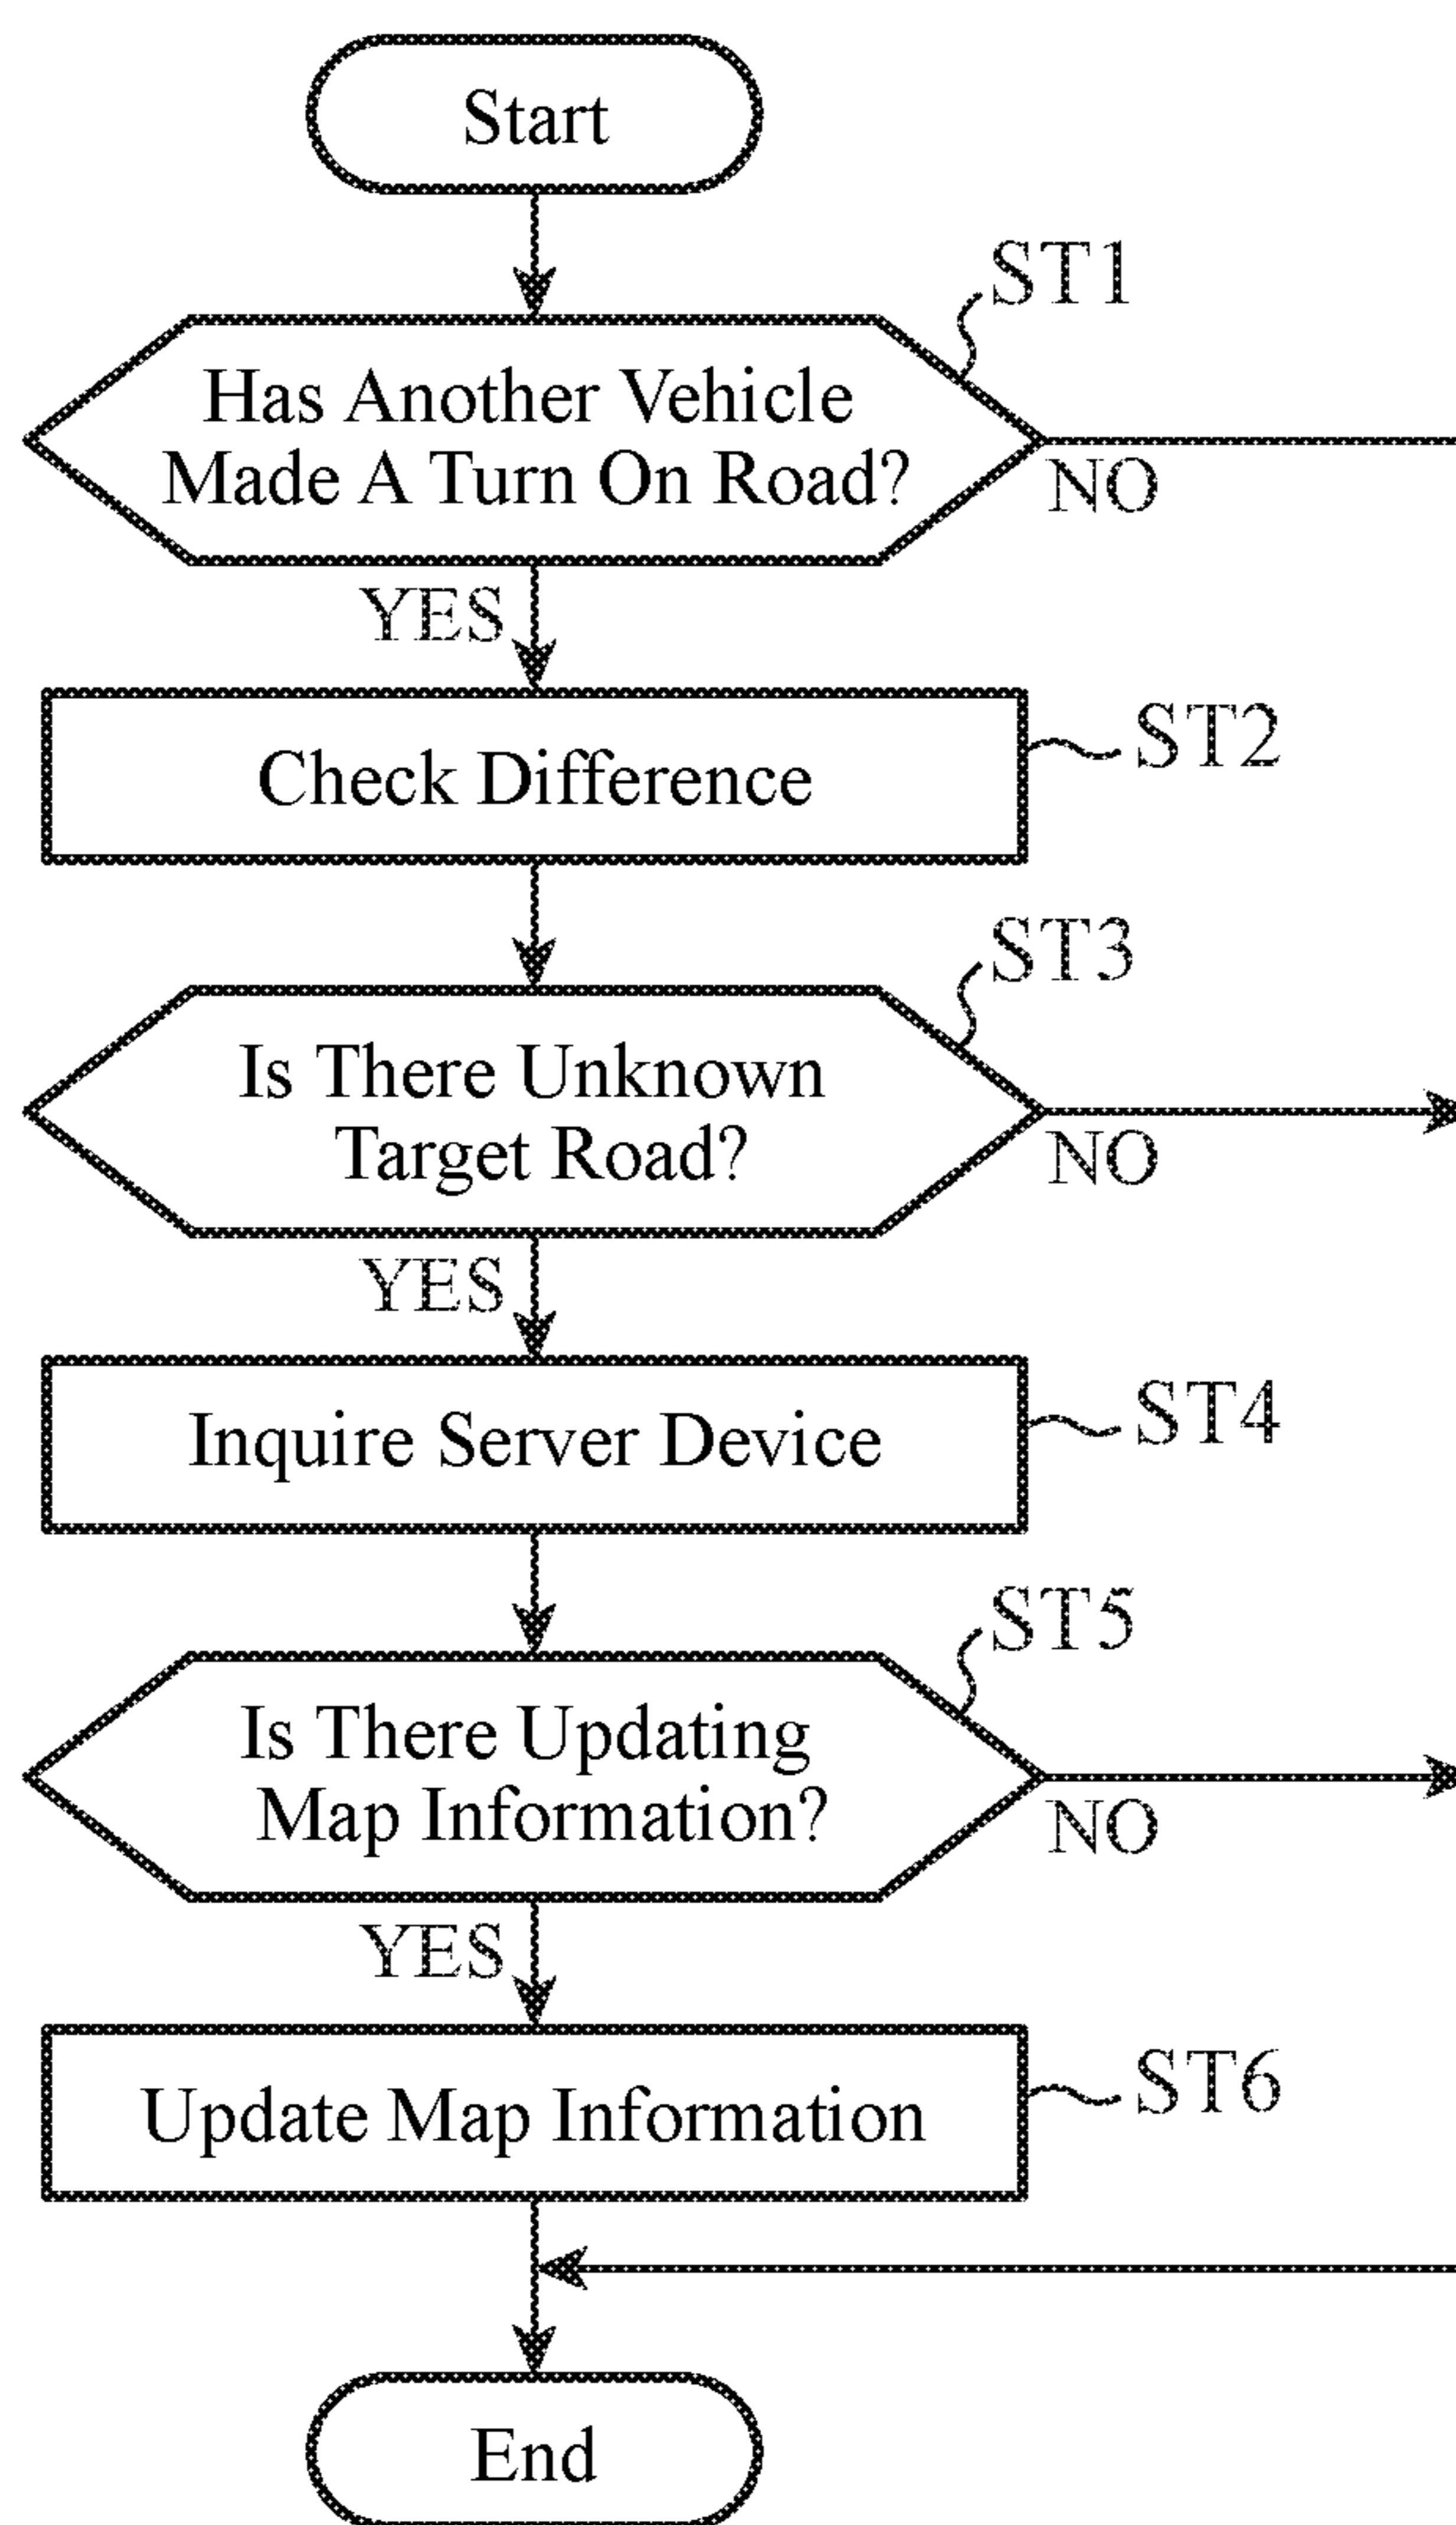 Start
ST1
Has Another Vehicle
Made A Turn On Road?
NO
YES
Check Difference
ST2
ST3
Is There Unknown
Target Road?
NO
YES
Inquire Server Device
ST4
ST5
Is There Updating
Map Information?
NO
YES
Update Map Information
ST6
End